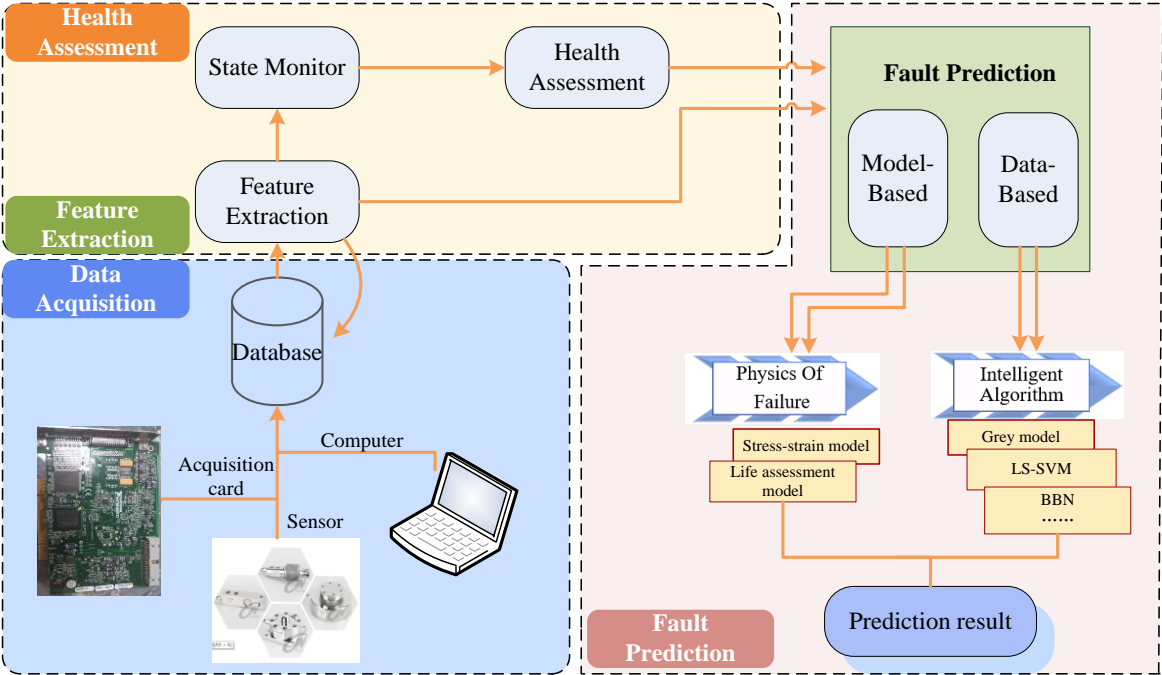 Health
Assessment
State Monitor
Health
Assessment
Fault Prediction
Model-
Based
Data-
Based
Feature
Extraction
Feature
Extraction
Data
Acquisition
Database
Computer
Acquisition
card
Sensor
Physics Of
Failure
Intelligent
Algorithm
Stress-strain model
Life assessment
model
Grey model
LS-SVM
BBN
......
Prediction result
Fault
Prediction